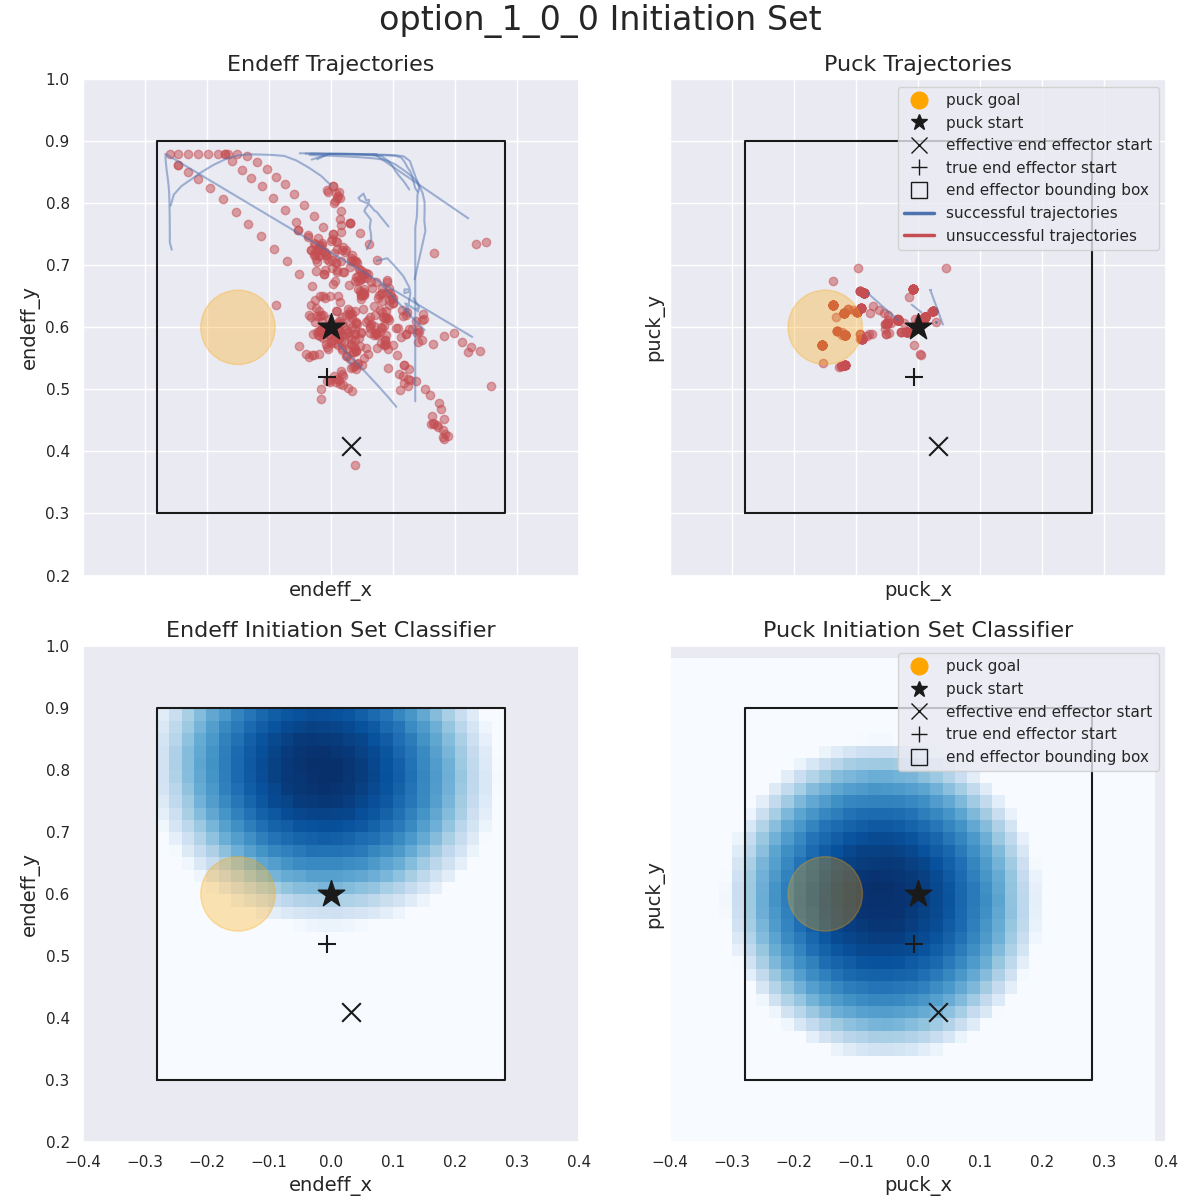 option_1_0_0 Initiation Set
Endeff Trajectories
1.0
0.9
0.8
0.7
0.6
0.5
0.4
0.3
0.2
endeff_y
endeff_x
Puck Trajectories
puck goal
puck start
effective end effector start
true end effector start
end effector bounding box
successful trajectories
unsuccessful trajectories
puck_y
puck_x
Endeff Initiation Set Classifier
1.0
0.9
0.8
0.7
0.6
0.5
0.4
0.3
0.2
endeff_y
−0.4 −0.3 −0.2 −0.1 0.0 0.1 0.2 0.3 0.4
endeff_x
Puck Initiation Set Classifier
puck goal
puck start
effective end effector start
true end effector start
end effector bounding box
puck_y
−0.4 −0.3 −0.2 −0.1 0.0 0.1 0.2 0.3 0.4
puck_x